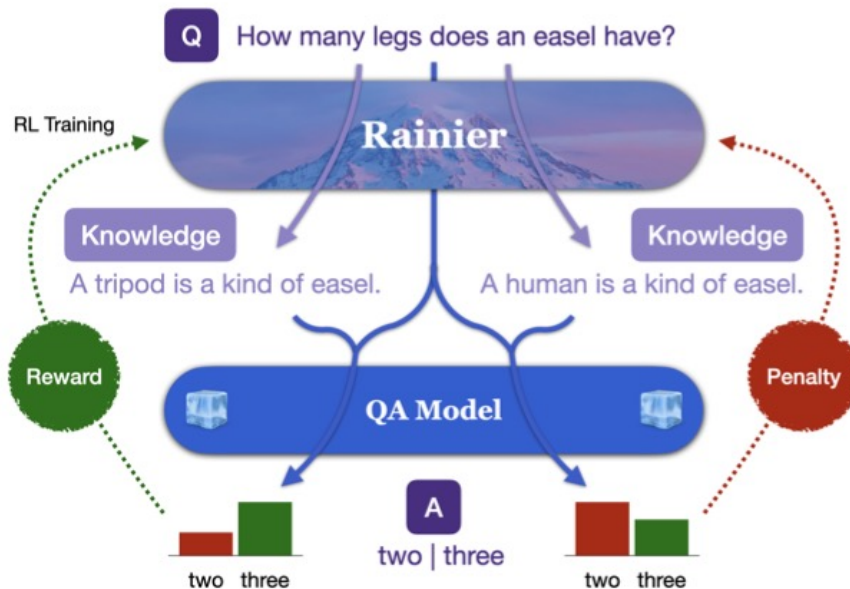 Q How many legs does an easel have?
RL Training
Rainier
Knowledge
Knowledge
A tripod is a kind of easel.
A human is a kind of easel.
Reward
QA Model
Penalty
A
two | three
two three
two three